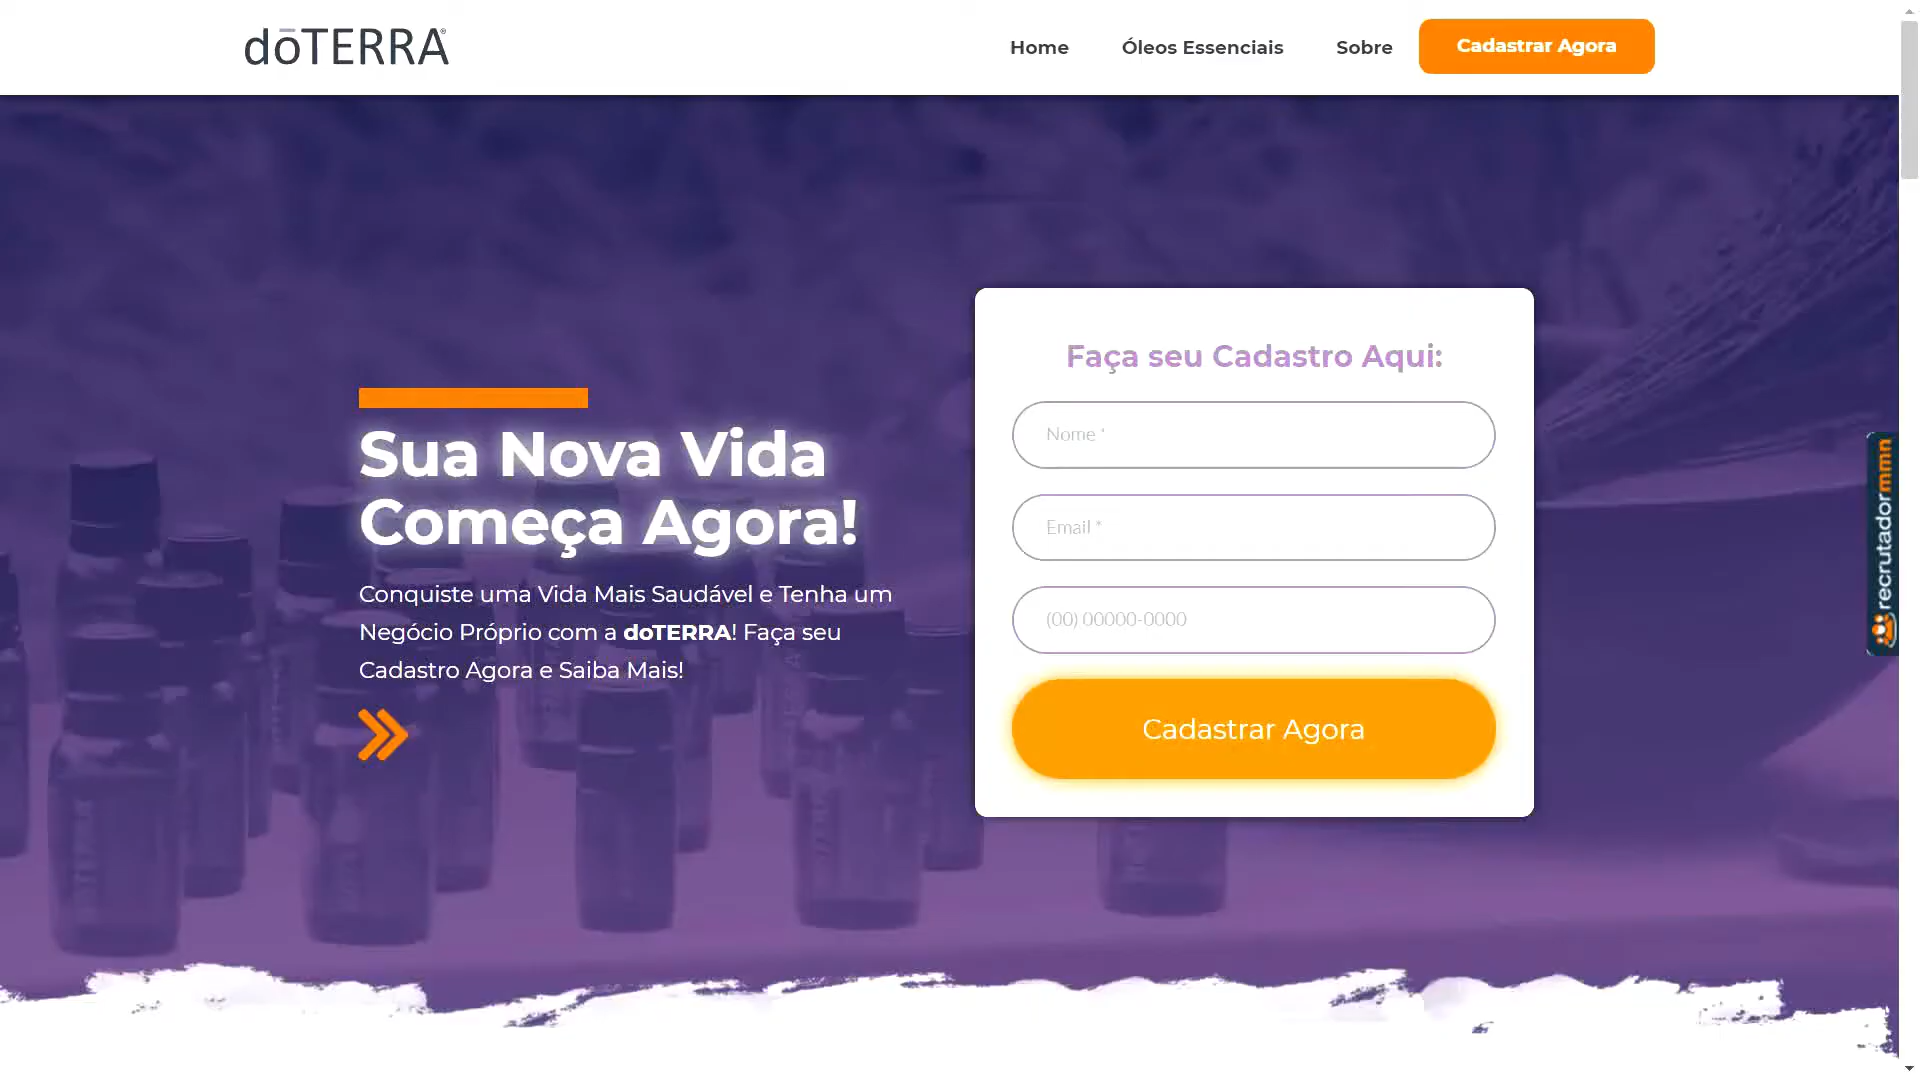 dōTERRA®
Home
Óleos Essenciais
Sobre
Cadastrar Agora
Sua Nova Vida
Começa Agora!
Conquiste uma Vida Mais Saudável e Tenha um
Negócio Próprio com a doTERRA! Faça seu
Cadastro Agora e Saiba Mais!
Faça seu Cadastro Aqui:
Nome *
Email *
(00) 00000-0000
Cadastrar Agora
recrutadormmn